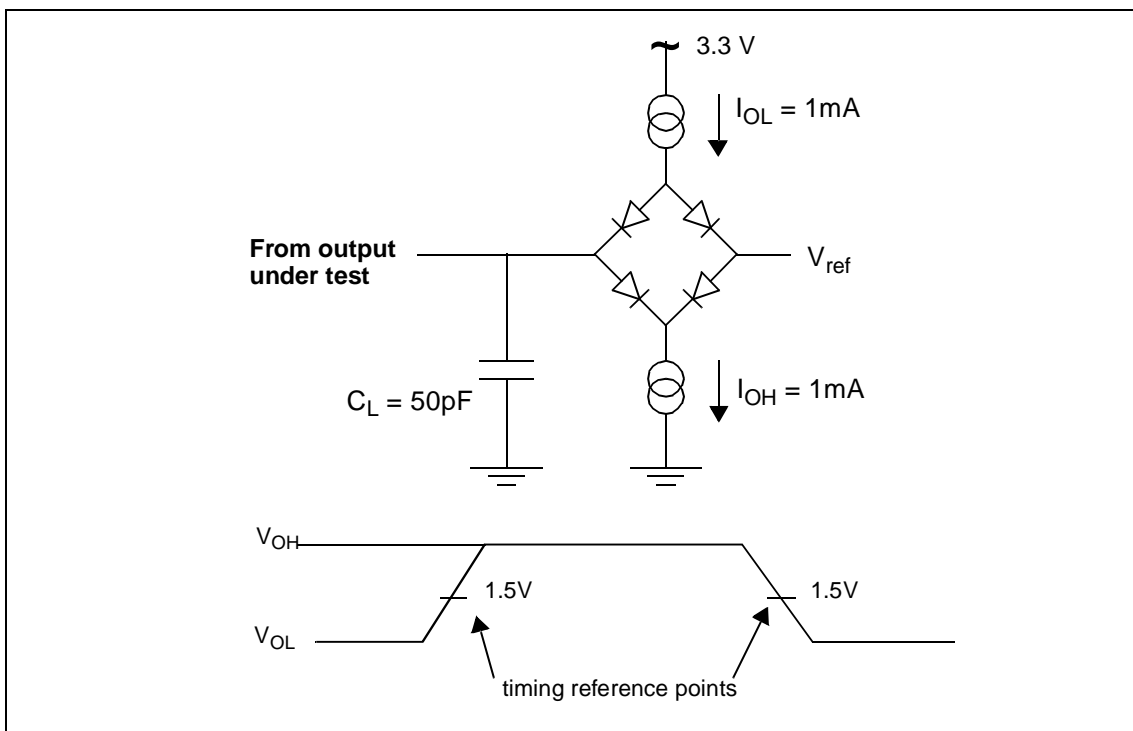 3.3 V
I_OL = 1mA
From output
under test
V_ref
C_L = 50pF
I_OH = 1mA
V_OH
1.5V
1.5V
V_OL
timing reference points